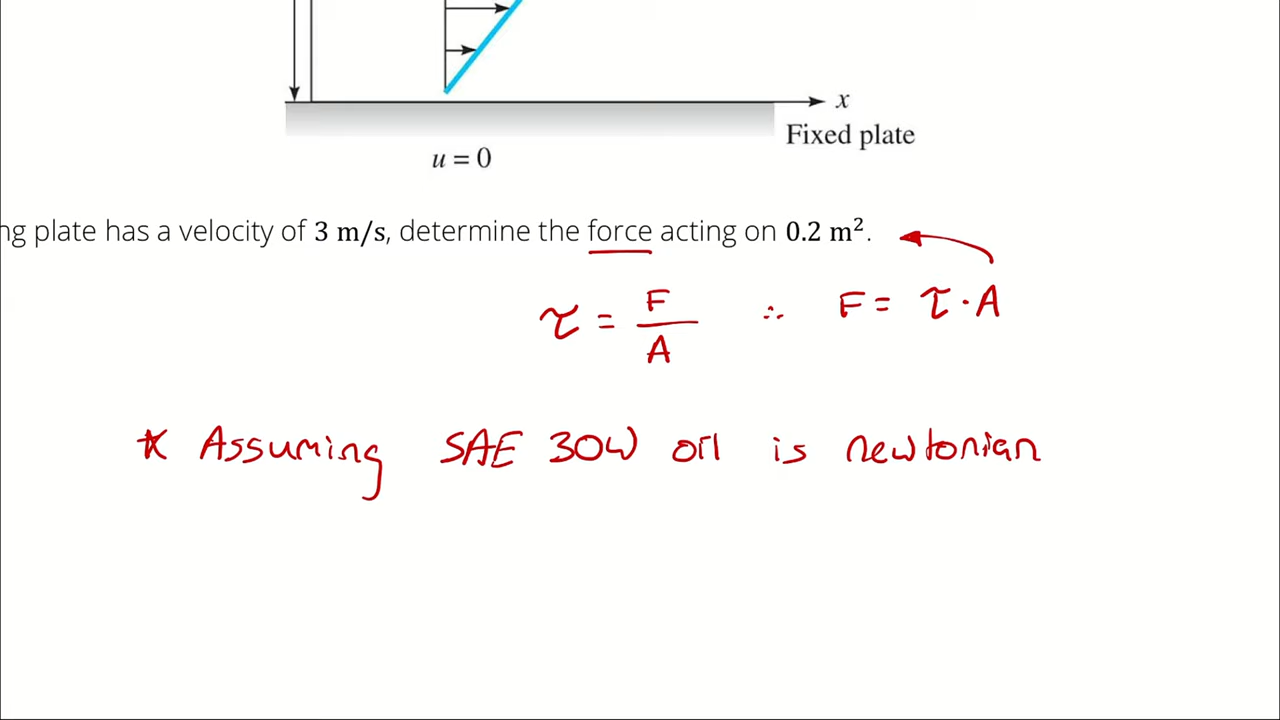 x
Fixed plate
u = 0
ng plate has a velocity of 3 m/s, determine the force acting on 0.2 m².
τ = F/A ∴ F = τ · A
* Assuming SAE 30W oil is newtonian